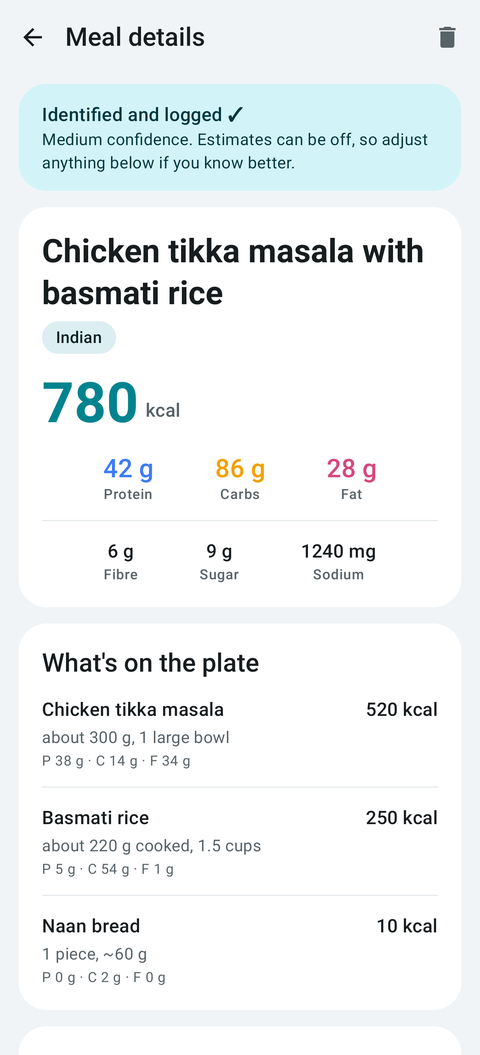 Meal details
Identified and logged ✓
Medium confidence. Estimates can be off, so adjust
anything below if you know better.
Chicken tikka masala with
basmati rice
Indian
780 kcal
42 g 86 g 28 g
Protein Carbs Fat
6 g 9 g 1240 mg
Fibre Sugar Sodium
What's on the plate
Chicken tikka masala 520 kcal
about 300 g, 1 large bowl
P 38 g · C 14 g · F 34 g
Basmati rice 250 kcal
about 220 g cooked, 1.5 cups
P 5 g · C 54 g · F 1 g
Naan bread 10 kcal
1 piece, ~60 g
P 0 g · C 2 g · F 0 g